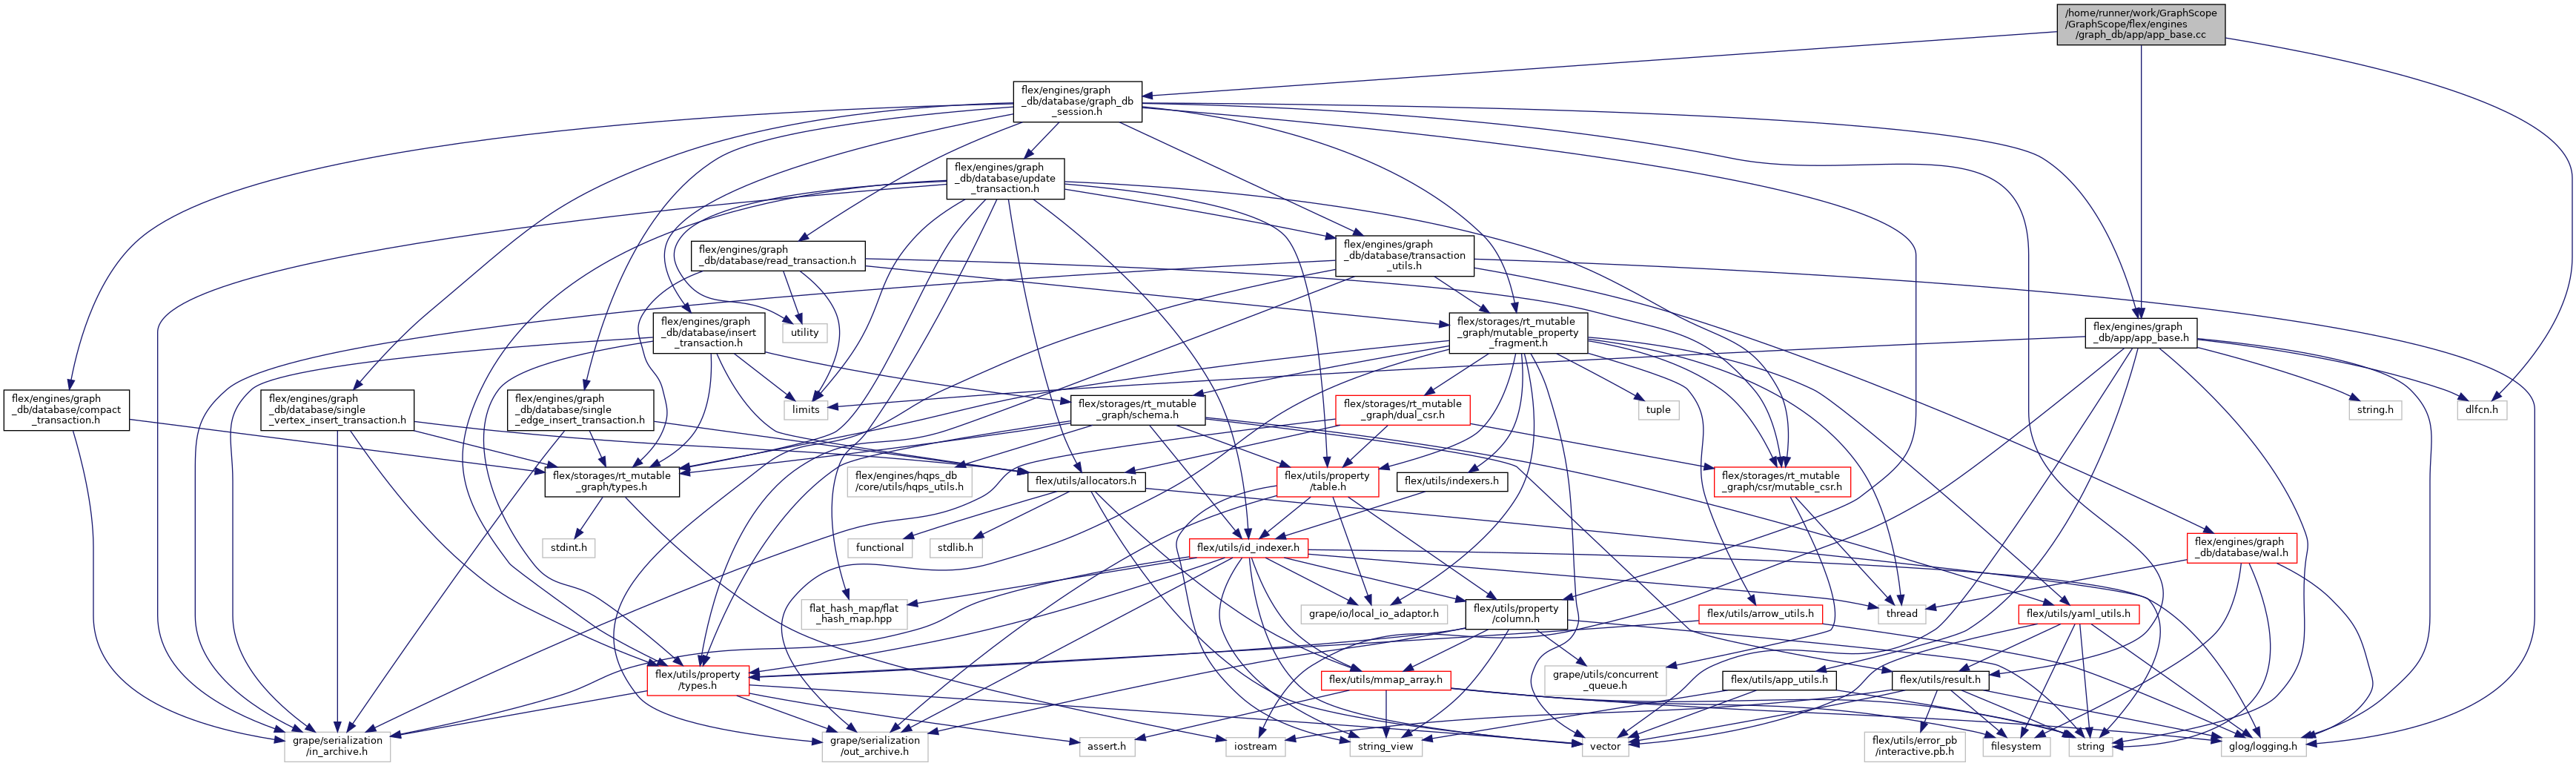 /home/runner/work/GraphScope
/GraphScope/flex/engines
/graph_db/app/app_base.cc
flex/engines/graph
_db/database/graph_db
_session.h
flex/engines/graph
_db/database/update
_transaction.h
flex/engines/graph
_db/database/read_transaction.h
flex/engines/graph
_db/database/transaction
_utils.h
flex/engines/graph
_db/database/insert
_transaction.h
utility
flex/storages/rt_mutable
_graph/mutable_property
_fragment.h
flex/engines/graph
_db/app/app_base.h
flex/engines/graph
_db/database/compact
_transaction.h
flex/engines/graph
_db/database/single
_vertex_insert_transaction.h
flex/engines/graph
_db/database/single
_edge_insert_transaction.h
limits
flex/storages/rt_mutable
_graph/schema.h
flex/storages/rt_mutable
_graph/dual_csr.h
tuple
string.h
dlfcn.h
flex/storages/rt_mutable
_graph/types.h
flex/engines/hqps_db
/core/utils/hqps_utils.h
flex/utils/allocators.h
flex/utils/property
/table.h
flex/utils/indexers.h
flex/storages/rt_mutable
_graph/csr/mutable_csr.h
stdint.h
functional
stdlib.h
flex/utils/id_indexer.h
flex/engines/graph
_db/database/wal.h
flat_hash_map/flat
_hash_map.hpp
grape/io/local_io_adaptor.h
flex/utils/property
/column.h
flex/utils/arrow_utils.h
thread
flex/utils/yaml_utils.h
flex/utils/property
/types.h
flex/utils/mmap_array.h
grape/utils/concurrent
_queue.h
flex/utils/app_utils.h
flex/utils/result.h
grape/serialization
/in_archive.h
grape/serialization
/out_archive.h
assert.h
iostream
string_view
vector
flex/utils/error_pb
/interactive.pb.h
filesystem
string
glog/logging.h